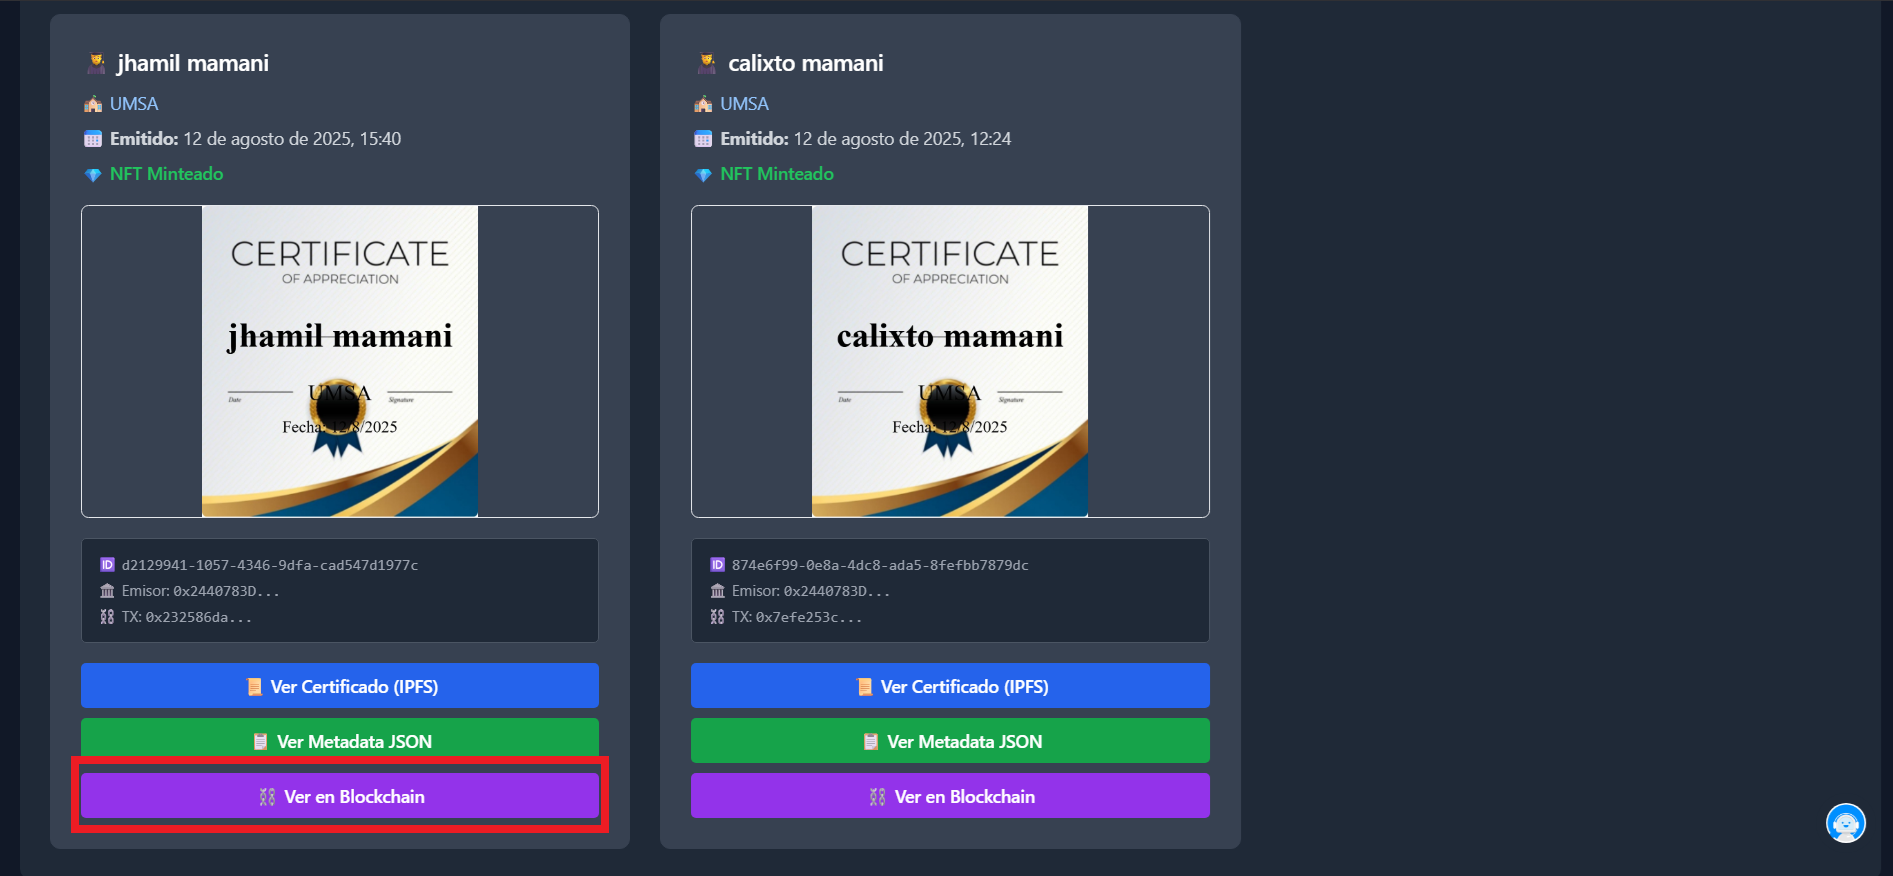 jhamil mamani
UMSA
Emitido: 12 de agosto de 2025, 15:40
NFT Minteado
CERTIFICATE
OF APPRECIATION
jhamil mamani
UMSA
Date
Signature
Fecha: 12/8/2025
ID d2129941-1057-4346-9dfa-cad547d1977c
Emisor: 0x2440783D...
TX: 0x232586da...
Ver Certificado (IPFS)
Ver Metadata JSON
Ver en Blockchain
calixto mamani
UMSA
Emitido: 12 de agosto de 2025, 12:24
NFT Minteado
CERTIFICATE
OF APPRECIATION
calixto mamani
UMSA
Date
Signature
Fecha: 12/8/2025
ID 874e6f99-0e8a-4dc8-ada5-8fefbb7879dc
Emisor: 0x2440783D...
TX: 0x7efe253c...
Ver Certificado (IPFS)
Ver Metadata JSON
Ver en Blockchain